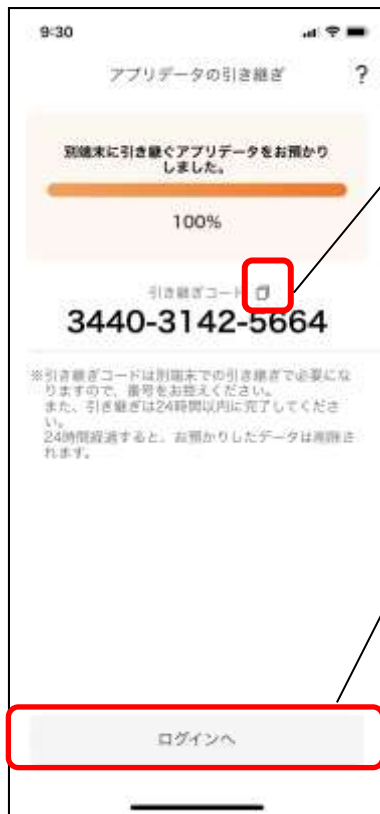 9:30
アプリデータの引き継ぎ
?
別端末に引き継ぐアプリデータをお預かり
しました。
100%
引き継ぎコード
3440-3142-5664
※引き継ぎコードは別端末での引き継ぎで必要にな
りますので、番号をお控えください。
また、引き継ぎは24時間以内に完了してくださ
い。
24時間経過すると、お預かりしたデータは削除さ
れます。
ログインへ